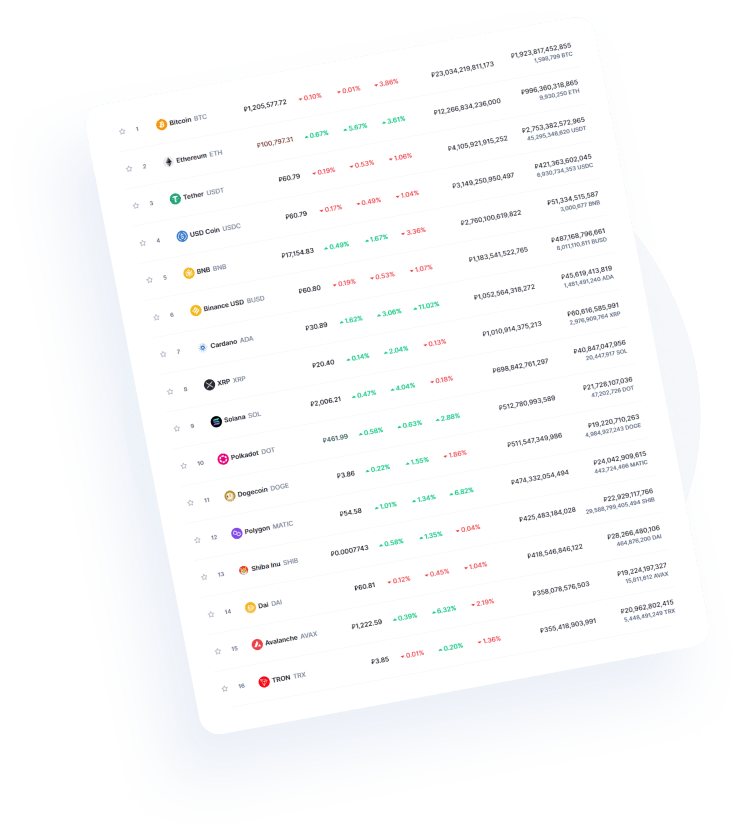 1 Bitcoin BTC ₽1,205,577.72 0.10% 0.01% 3.86% ₽23,034,219,811,173 ₽1,923,817,452,855
1,598,799 BTC
2 Ethereum ETH ₽100,797.31 0.87% 5.67% 3.61% ₽12,266,834,236,000 ₽996,360,318,865
9,930,250 ETH
3 Tether USDT ₽60.79 0.19% 0.53% 1.06% ₽4,105,921,915,252 ₽2,753,382,572,965
45,295,348,620 USDT
4 USD Coin USDC ₽60.79 0.17% 0.49% 1.04% ₽3,149,250,950,497 ₽421,363,602,045
6,930,734,353 USDC
5 BNB BNB ₽17,154.83 0.49% 1.67% 3.36% ₽2,760,100,619,822 ₽51,334,515,587
3,000,677 BNB
6 Binance USD BUSD ₽60.80 0.19% 0.53% 1.07% ₽1,183,541,522,765 ₽487,168,796,661
8,011,110,811 BUSD
7 Cardano ADA ₽30.89 1.62% 3.06% 11.02% ₽1,052,564,318,272 ₽45,619,413,819
1,481,491,240 ADA
8 XRP XRP ₽20.40 0.14% 2.04% 0.13% ₽1,010,914,375,213 ₽60,616,585,991
2,976,909,764 XRP
9 Solana SOL ₽2,006.21 0.47% 4.04% 0.18% ₽698,842,761,297 ₽40,847,047,956
20,447,917 SOL
10 Polkadot DOT ₽461.99 0.58% 0.63% 2.88% ₽512,780,993,589 ₽21,728,107,036
47,202,728 DOT
11 Dogecoin DOGE ₽3.86 0.22% 1.55% 1.86% ₽511,547,349,986 ₽19,220,710,263
4,984,927,243 DOGE
12 Polygon MATIC ₽54.58 1.01% 1.34% 6.82% ₽474,332,054,494 ₽24,042,909,615
442,724,466 MATIC
13 Shiba Inu SHIB ₽0.0007743 0.58% 1.35% 0.04% ₽425,483,184,028 ₽22,929,117,766
29,588,799,405,494 SHIB
14 Dai DAI ₽60.81 0.12% 0.45% 1.04% ₽418,546,646,122 ₽28,266,480,106
464,876,200 DAI
15 Avalanche AVAX ₽1,222.59 0.39% 6.32% 2.19% ₽358,078,576,503 ₽19,224,197,327
15,811,612 AVAX
16 TRON TRX ₽3.85 0.01% 0.20% 1.36% ₽355,418,903,991 ₽20,962,802,415
5,448,491,249 TRX